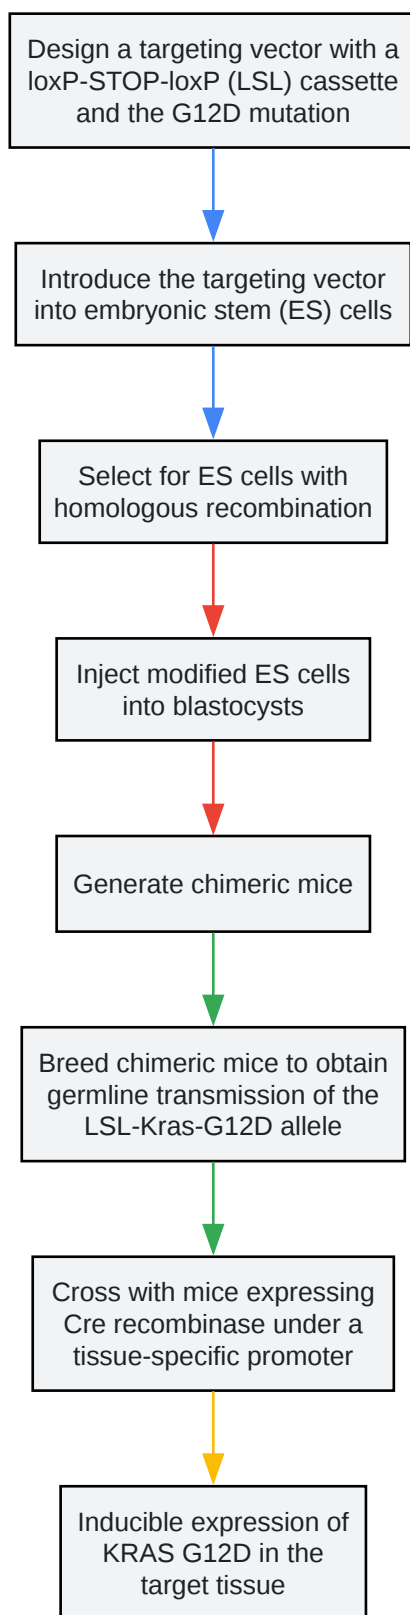 Design a targeting vector with a
loxP-STOP-loxP (LSL) cassette
and the G12D mutation
Introduce the targeting vector
into embryonic stem (ES) cells
Select for ES cells with
homologous recombination
Inject modified ES cells
into blastocysts
Generate chimeric mice
Breed chimeric mice to obtain
germline transmission of the
LSL-Kras-G12D allele
Cross with mice expressing
Cre recombinase under a
tissue-specific promoter
Inducible expression of
KRAS G12D in the
target tissue